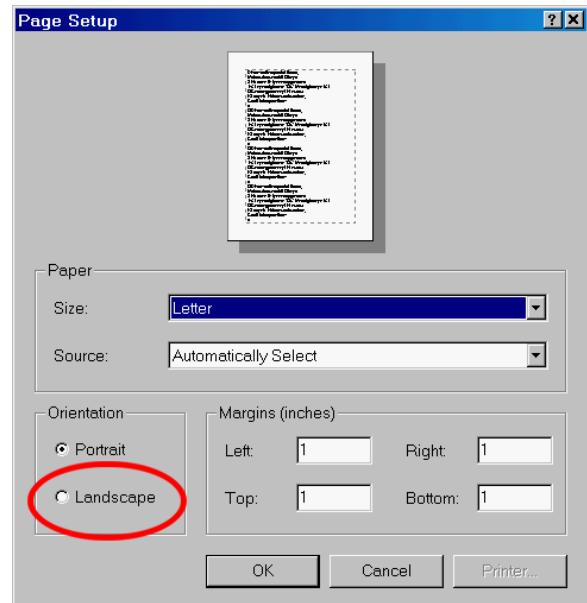 Page Setup
Paper
Size: Letter
Source: Automatically Select
Orientation
Portrait
Landscape
Margins (inches)
Left: 1 Right: 1
Top: 1 Bottom: 1
OK Cancel Printer...